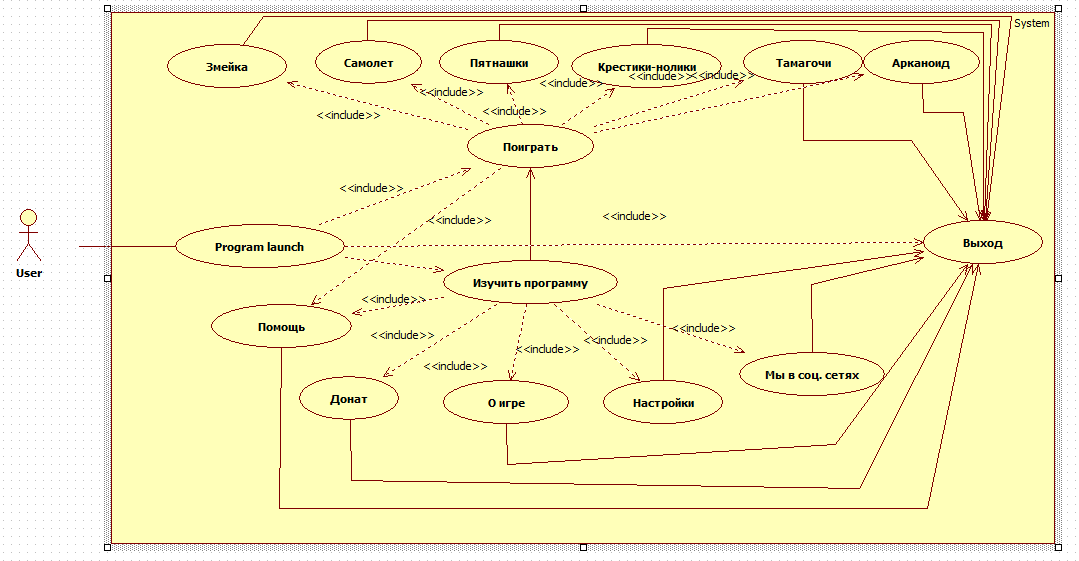 System
Змейка
Самолет
Пятнашки
Крестики-нолики
Тамагочи
Арканоид
<<include>>
<<include>>
<<include>>
<<include>>
<<include>>
<<include>>
Поиграть
<<include>>
<<include>>
<<include>>
User
Program launch
Выход
Изучить программу
<<include>>
Помощь
<<include>>
<<include>>
<<include>>
<<include>>
<<include>>
Мы в соц. сетях
Донат
О игре
Настройки